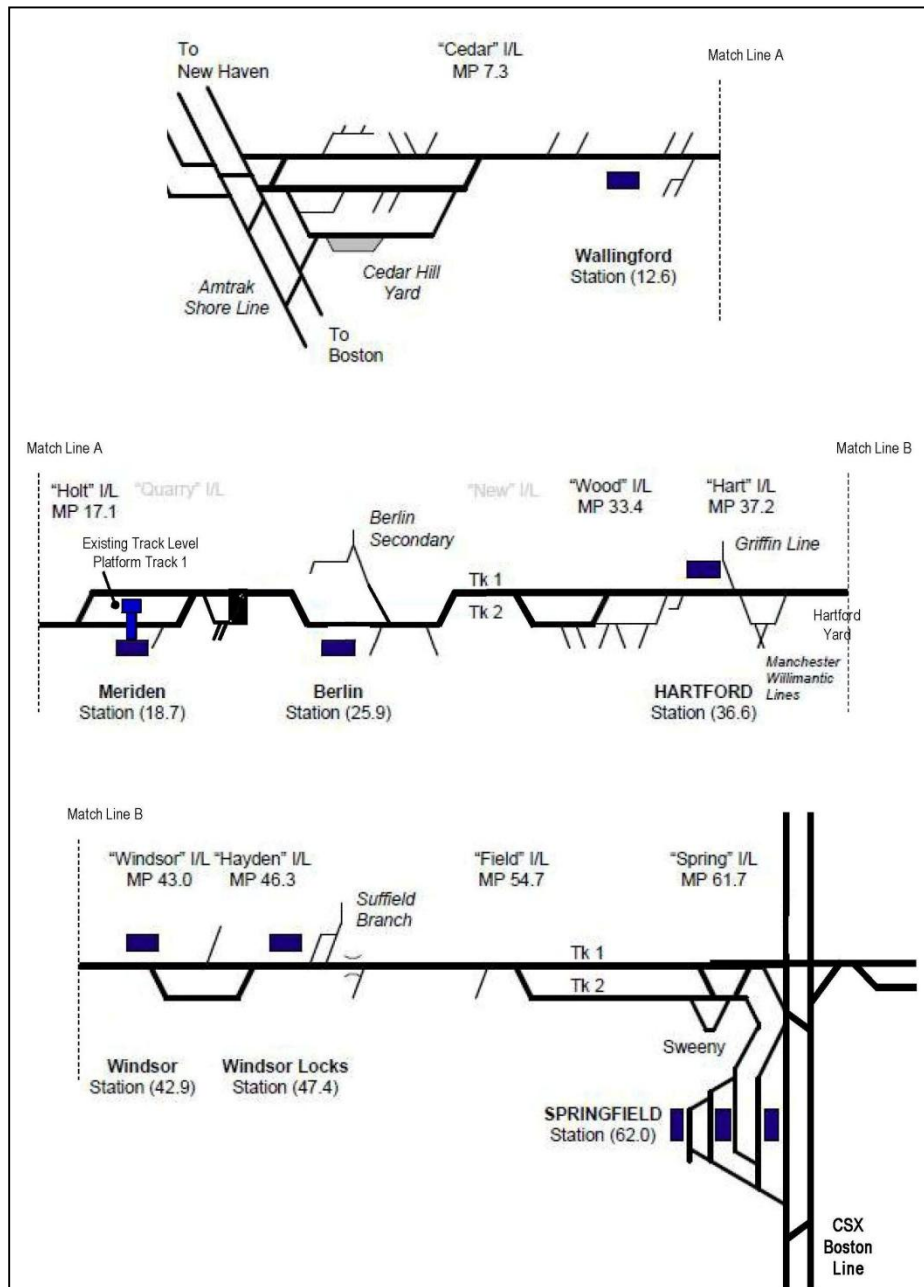 To
New Haven
“Cedar” I/L
MP 7.3
Match Line A
Wallingford
Station (12.6)
Cedar Hill
Yard
Amtrak
Shore Line
To
Boston
Match Line A
Match Line B
“Holt” I/L
MP 17.1
“Quarry” I/L
“New” I/L
“Wood” I/L
MP 33.4
“Hart” I/L
MP 37.2
Existing Track Level
Platform Track 1
Berlin
Secondary
Griffin Line
Tk 1
Tk 2
Hartford
Yard
Manchester
Willimantic
Lines
Meriden
Station (18.7)
Berlin
Station (25.9)
HARTFORD
Station (36.6)
Match Line B
“Windsor” I/L
MP 43.0
“Hayden” I/L
MP 46.3
“Field” I/L
MP 54.7
“Spring” I/L
MP 61.7
Suffield
Branch
Tk 1
Tk 2
Sweeny
Windsor
Station (42.9)
Windsor Locks
Station (47.4)
SPRINGFIELD
Station (62.0)
CSX
Boston
Line